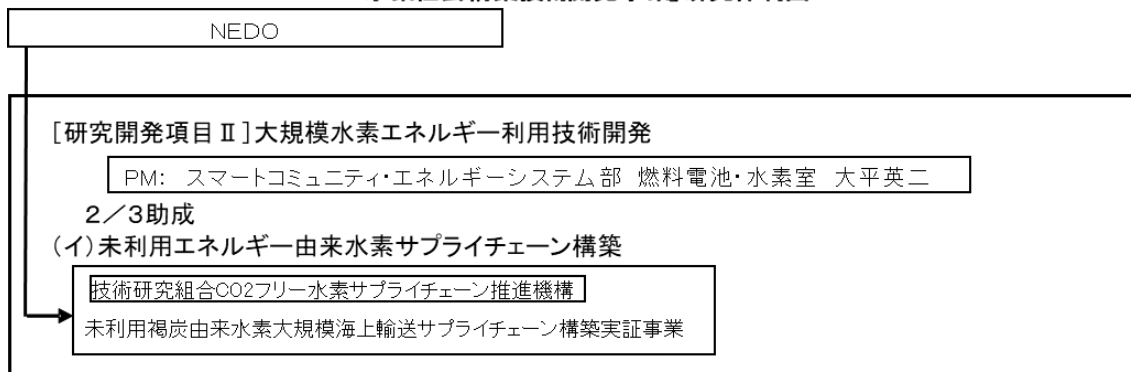 NEDO
[研究開発項目Ⅱ]大規模水素エネルギー利用技術開発
PM: スマートコミュニティ・エネルギーシステム部 燃料電池・水素室 大平英二
2/3助成
(イ)未利用エネルギー由来水素サプライチェーン構築
技術研究組合CO2フリー水素サプライチェーン推進機構
未利用褐炭由来水素大規模海上輸送サプライチェーン構築実証事業